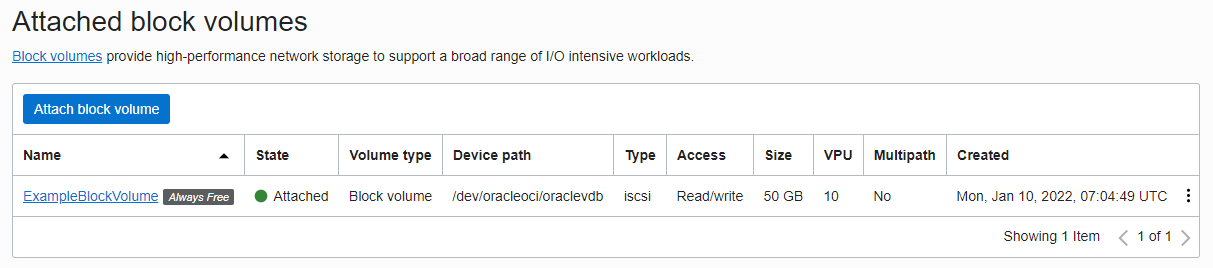 Attached block volumes
Block volumes provide high-performance network storage to support a broad range of I/O intensive workloads.
Attach block volume
Name State Volume type Device path Type Access Size VPU Multipath Created
ExampleBlockVolume Always Free Attached Block volume /dev/oracleoci/oraclevdb iscsi Read/write 50 GB 10 No Mon, Jan 10, 2022, 07:04:49 UTC
Showing 1 Item 1 of 1